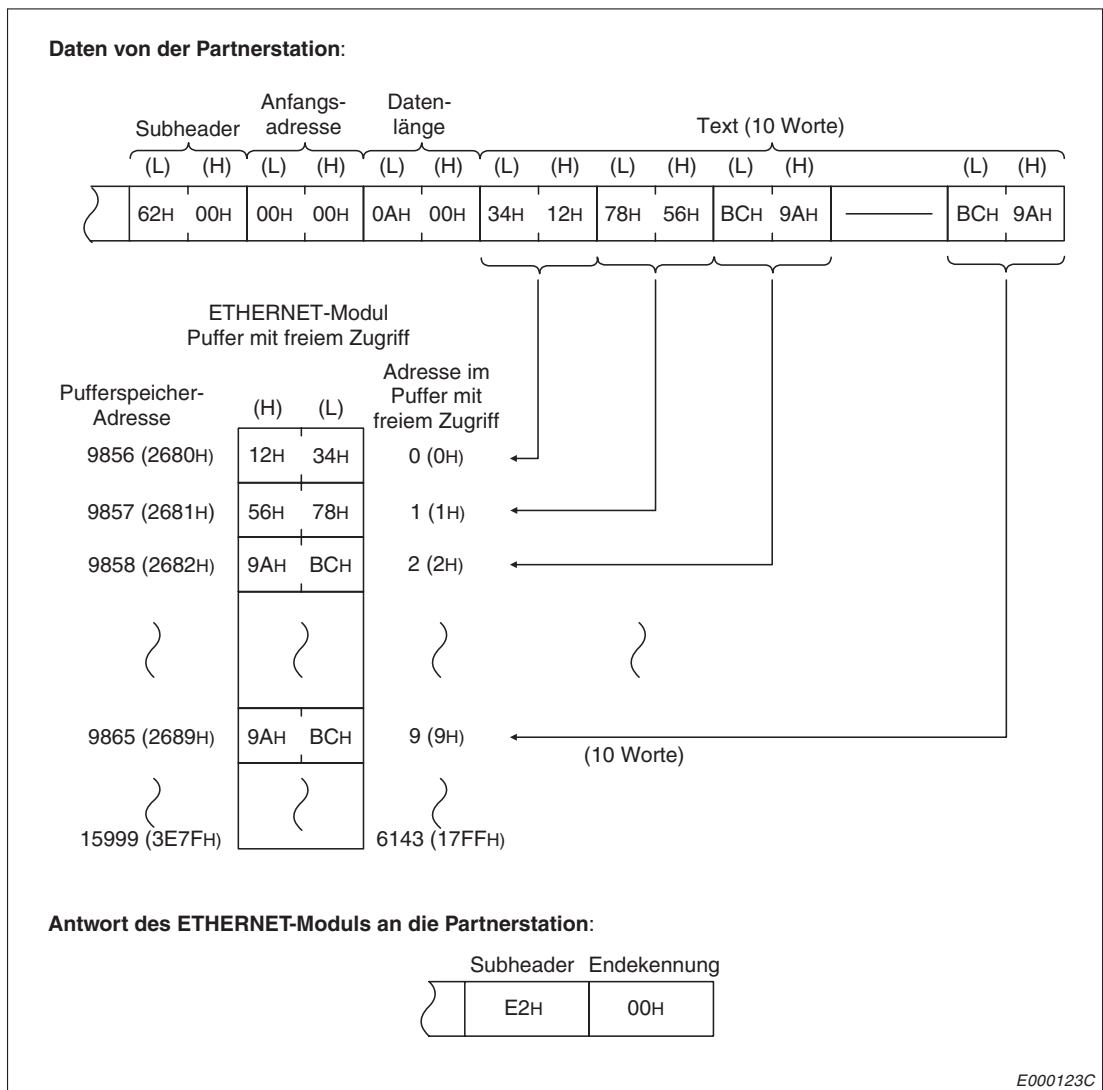 Daten von der Partnerstation:
Subheader
Anfangs-
adresse
Daten-
länge
Text (10 Worte)
(L) (H) (L) (H) (L) (H) (L) (H) (L) (H) (L) (H) (L) (H)
62H 00H 00H 00H 0AH 00H 34H 12H 78H 56H BCH 9AH BCH 9AH
ETHERNET-Modul
Puffer mit freiem Zugriff
Pufferspeicher-
Adresse
(H) (L)
Adresse im
Puffer mit
freiem Zugriff
9856 (2680H) 12H 34H 0 (0H)
9857 (2681H) 56H 78H 1 (1H)
9858 (2682H) 9AH BCH 2 (2H)
9865 (2689H) 9AH BCH 9 (9H)
(10 Worte)
15999 (3E7FH) 6143 (17FFH)
Antwort des ETHERNET-Moduls an die Partnerstation:
Subheader Endekennung
E2H 00H
E000123C